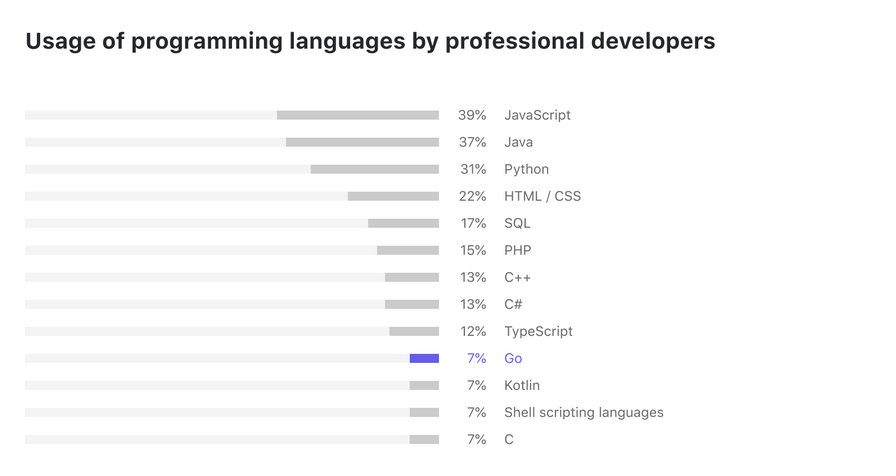 Usage of programming languages by professional developers
39% JavaScript
37% Java
31% Python
22% HTML / CSS
17% SQL
15% PHP
13% C++
13% C#
12% TypeScript
7% Go
7% Kotlin
7% Shell scripting languages
7% C